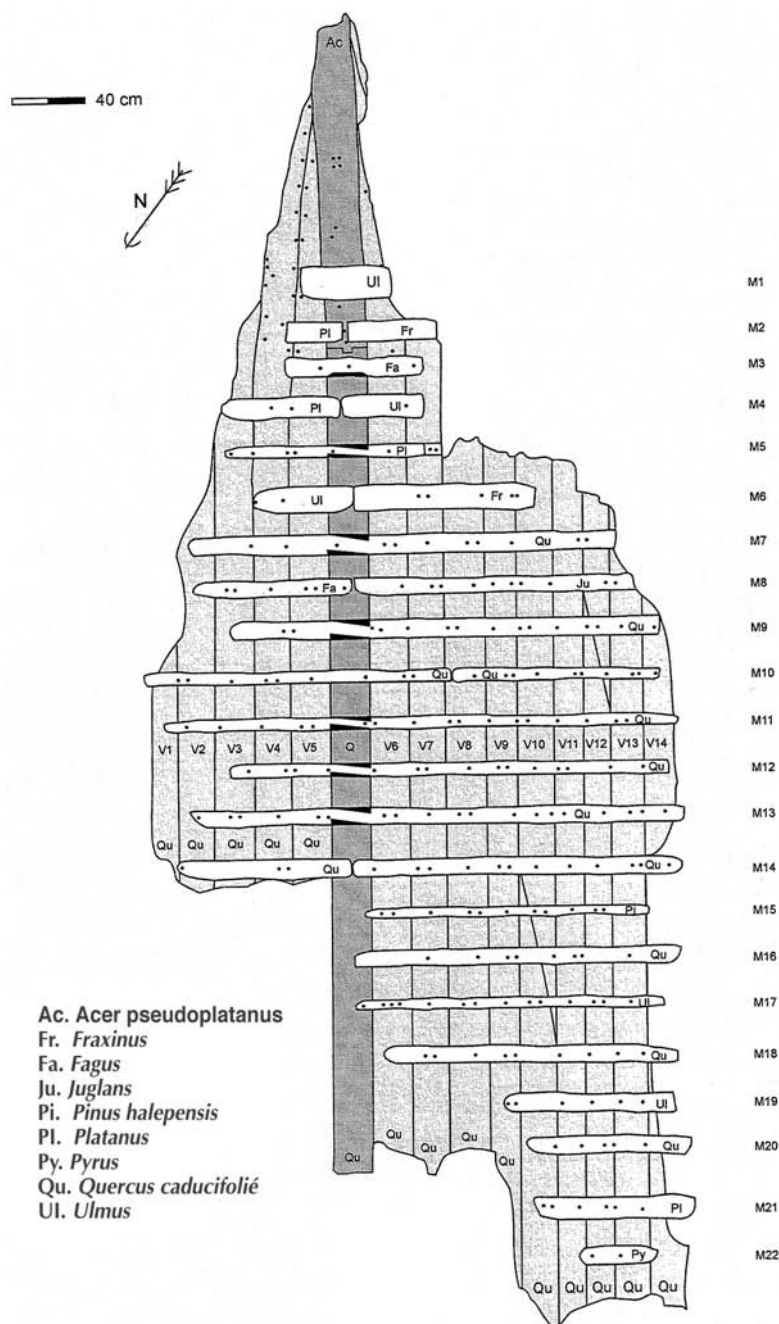 Ac
40 cm
N
Ul M1
Pl Fr M2
Fa M3
Pl Ul M4
Pl M5
Ul Fr M6
Qu M7
Fa Ju M8
Qu M9
Qu Qu M10
Qu M11
V1 V2 V3 V4 V5 Q V6 V7 V8 V9 V10 V11 V12 V13 V14
Qu M12
Qu M13
Qu Qu Qu Qu Qu
Qu Qu M14
Pi M15
Qu M16
Ul M17
Qu M18
Ul M19
Qu Qu Qu Qu Qu
Qu M20
Pl M21
Py M22
Qu Qu Qu Qu Qu
Ac. Acer pseudoplatanus
Fr. Fraxinus
Fa. Fagus
Ju. Juglans
Pi. Pinus halepensis
Pl. Platanus
Py. Pyrus
Qu. Quercus caducifolié
Ul. Ulmus